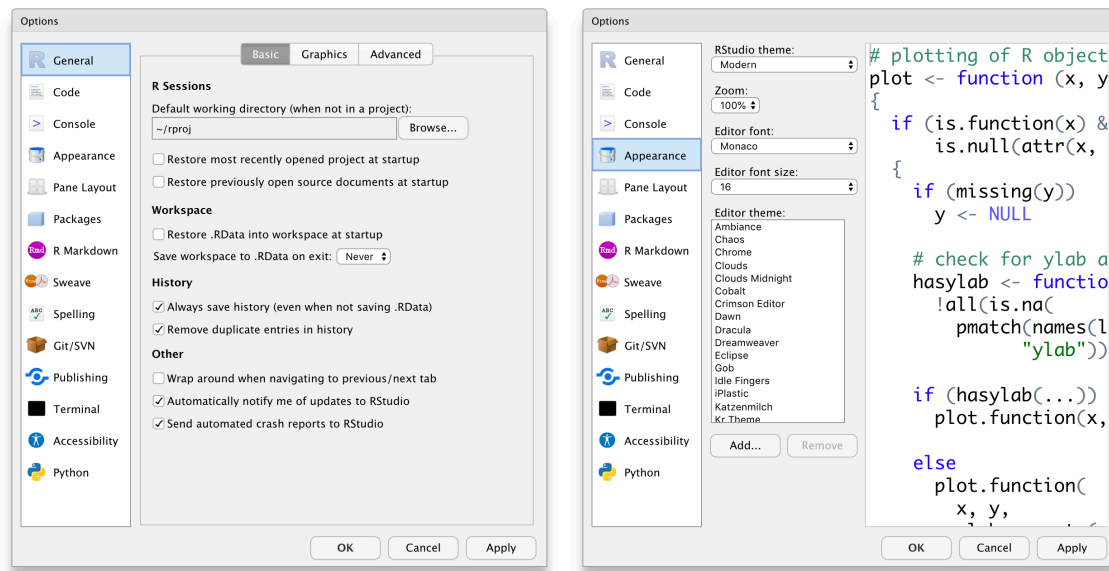 Options
General
Code
Console
Appearance
Pane Layout
Packages
Rmd R Markdown
Sweave
ABC Spelling
Git/SVN
Publishing
Terminal
Accessibility
Python
Basic Graphics Advanced
R Sessions
Default working directory (when not in a project):
~/rproj Browse...
Restore most recently opened project at startup
Restore previously open source documents at startup
Workspace
Restore .RData into workspace at startup
Save workspace to .RData on exit: Never
History
Always save history (even when not saving .RData)
Remove duplicate entries in history
Other
Wrap around when navigating to previous/next tab
Automatically notify me of updates to RStudio
Send automated crash reports to RStudio
OK Cancel Apply
Options
General
Code
Console
Appearance
Pane Layout
Packages
Rmd R Markdown
Sweave
ABC Spelling
Git/SVN
Publishing
Terminal
Accessibility
Python
RStudio theme:
Modern
Zoom:
100%
Editor font:
Monaco
Editor font size:
16
Editor theme:
Ambiance
Chaos
Chrome
Clouds
Clouds Midnight
Cobalt
Crimson Editor
Dawn
Dracula
Dreamweaver
Eclipse
Gob
Idle Fingers
iPlastic
Katzenmilch
Kr Theme
Add... Remove
# plotting of R object
plot <- function (x, y
{
if (is.function(x) &
is.null(attr(x,
{
if (missing(y))
y <- NULL
# check for ylab a
hasylab <- functio
!all(is.na(
pmatch(names(l
"ylab"))
if (hasylab(...))
plot.function(x,
else
plot.function(
x, y,
OK Cancel Apply